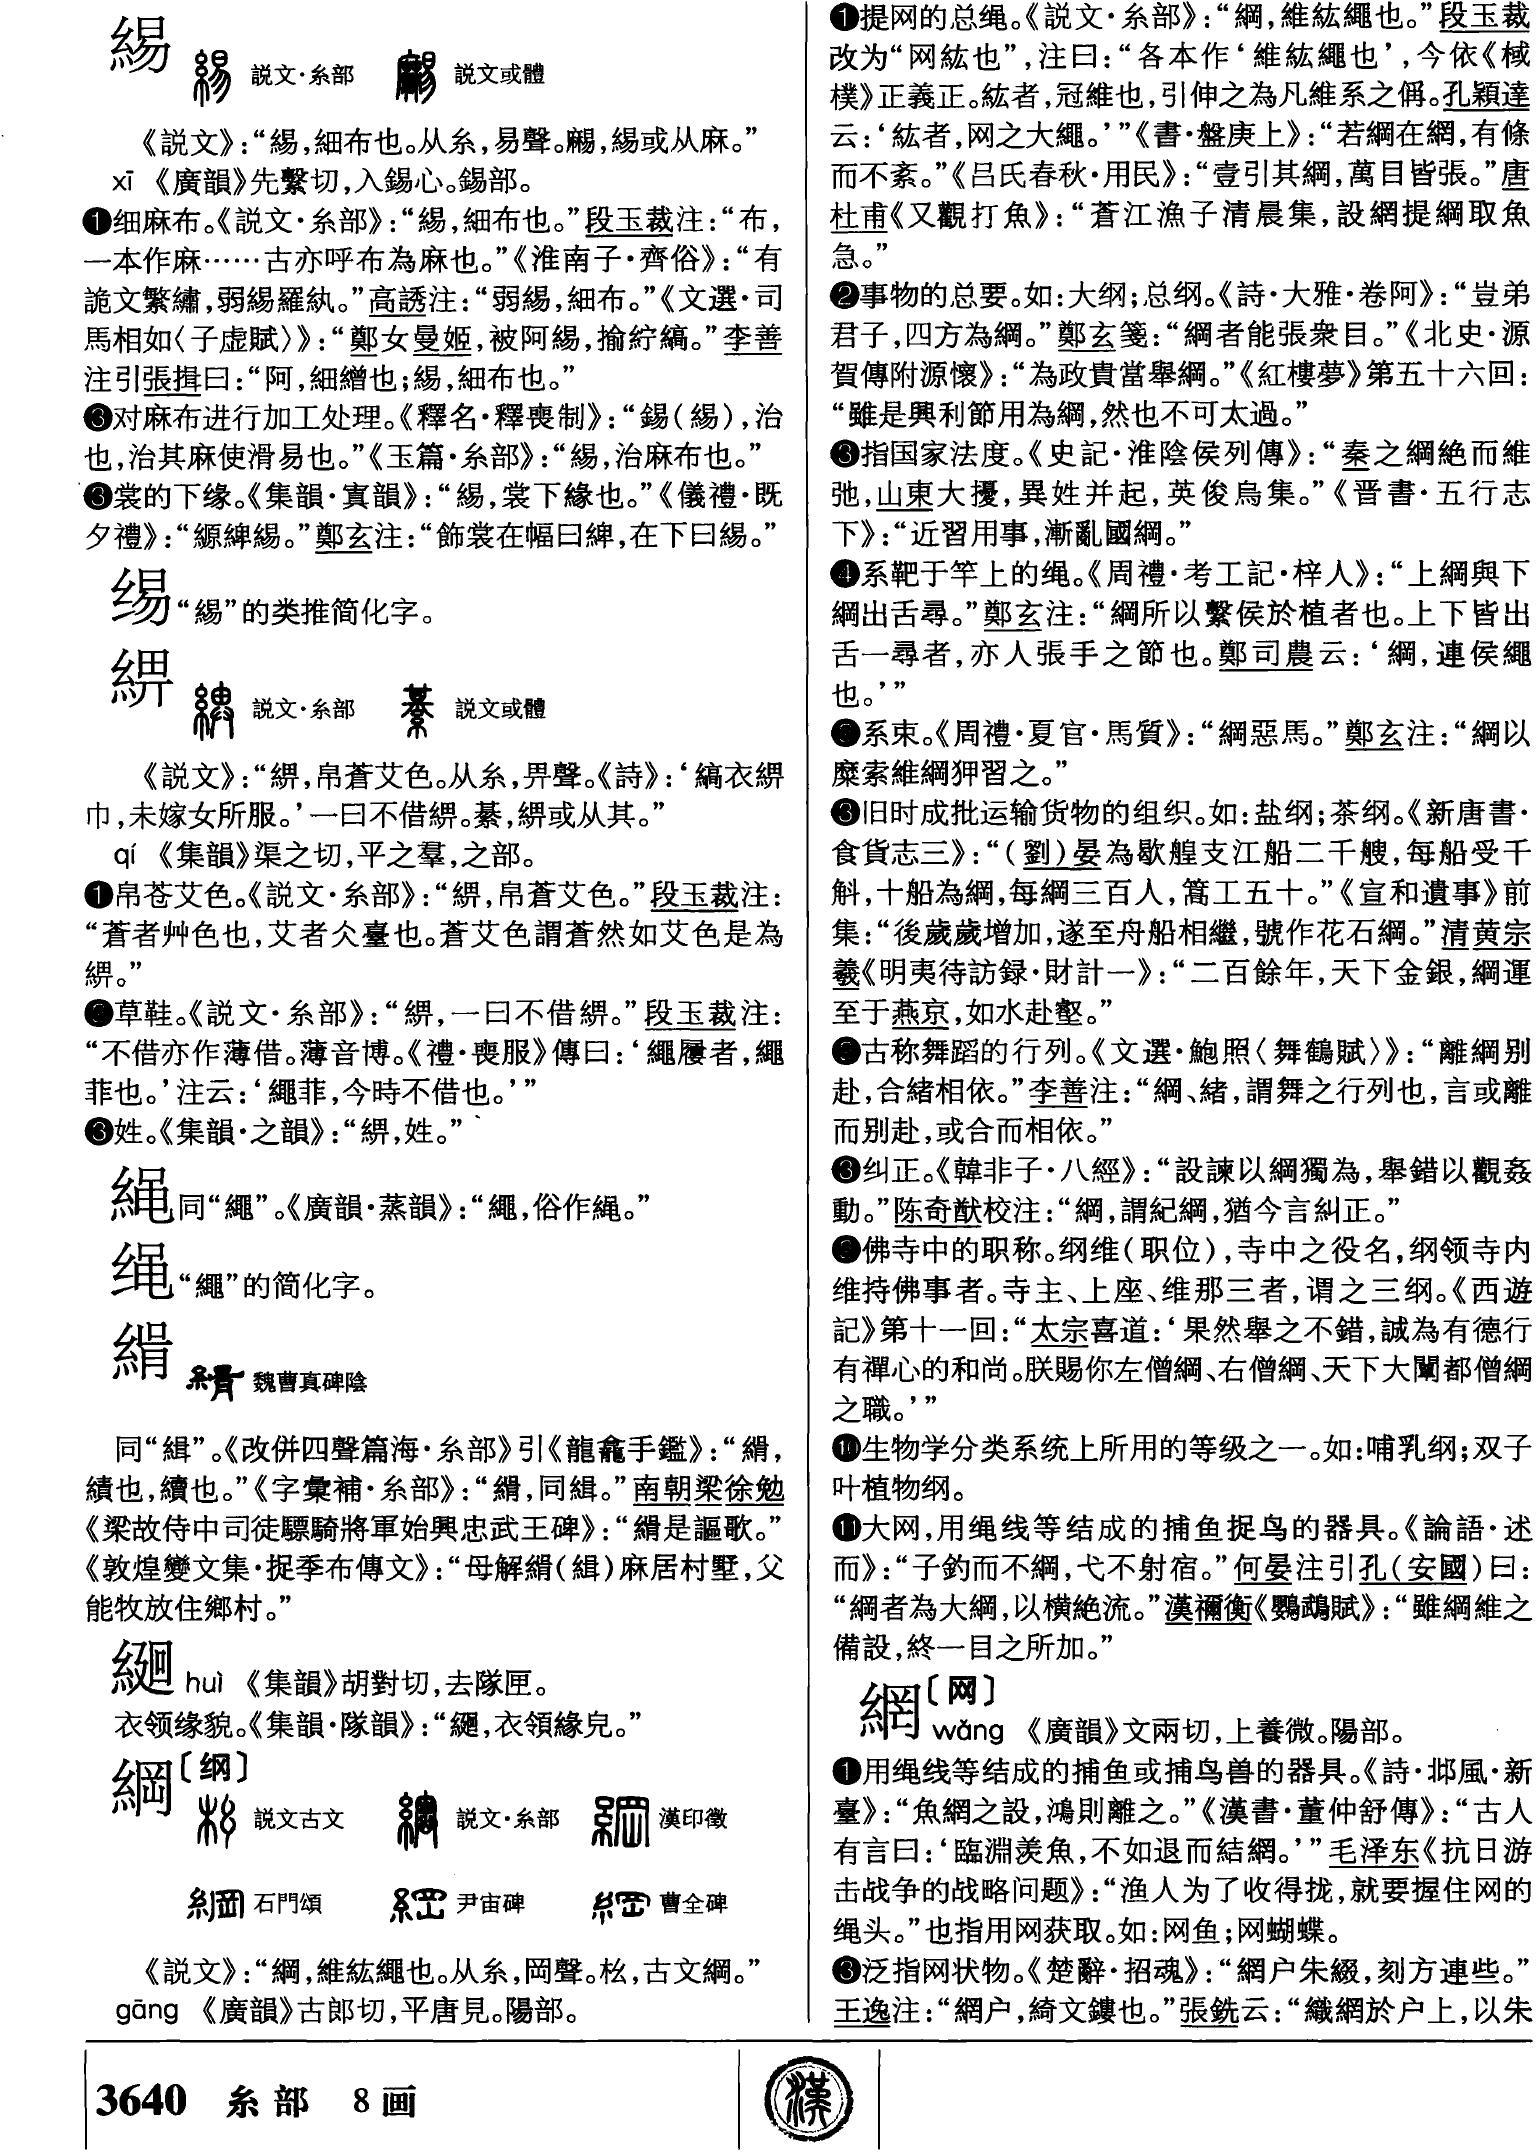 緆
説文·糸部 説文或體
《説文》：“緆，細布也。从糸，易聲。䴬，緆或从麻。”
xī 《廣韻》先擊切，入錫心。錫部。
❶细麻布。《説文·糸部》：“緆，細布也。”段玉裁注：“布，
一本作麻……古亦呼布為麻也。”《淮南子·齊俗》：“有
詭文繁繡，弱緆羅紈。”高誘注：“弱緆，細布。”《文選·司
馬相如〈子虚賦〉》：“鄭女曼姬，被阿緆，揄紵縞。”李善
注引張揖曰：“阿，細繒也；緆，細布也。”
❸对麻布进行加工处理。《釋名·釋喪制》：“錫（緆），治
也，治其麻使滑易也。”《玉篇·糸部》：“緆，治麻布也。”
❸裳的下缘。《集韻·寘韻》：“緆，裳下緣也。”《儀禮·既
夕禮》：“縓綼緆。”鄭玄注：“飾裳在幅曰綼，在下曰緆。”
𬘭“緆”的类推简化字。
綥
説文·糸部 説文或體
《説文》：“綥，帛蒼艾色。从糸，畀聲。《詩》：‘縞衣綥
巾，未嫁女所服。’一曰不借綥。綦，綥或从其。”
qí 《集韻》渠之切，平之羣，之部。
❶帛苍艾色。《説文·糸部》：“綥，帛蒼艾色。”段玉裁注：
“蒼者艸色也，艾者仌臺也。蒼艾色謂蒼然如艾色是為
綥。”
❷草鞋。《説文·糸部》：“綥，一曰不借綥。”段玉裁注：
“不借亦作薄借。薄音博。《禮·喪服》傳曰：‘繩屨者，繩
菲也。’注云：‘繩菲，今時不借也。’”
❸姓。《集韻·之韻》：“綥，姓。”
䋲同“繩”。《廣韻·蒸韻》：“繩，俗作䋲。”
绳“繩”的简化字。
縎
魏曹真碑陰
同“緝”。《改併四聲篇海·糸部》引《龍龕手鑑》：“緝，
績也，續也。”《字彙補·糸部》：“䋸，同緝。”南朝梁徐勉
《梁故侍中司徒驃騎將軍始興忠武王碑》：“䋸是謳歌。”
《敦煌變文集·捉季布傳文》：“母解䋸（緝）麻居村墅，父
能牧放住鄉村。”
huì 《集韻》胡對切，去隊匣。
衣领缘貌。《集韻·隊韻》：“，衣領緣皃。”
綱〔纲〕
説文古文 説文·糸部 漢印徵
石門頌 尹宙碑 曹全碑
《説文》：“綱，維紘繩也。从糸，岡聲。𣏓，古文綱。”
gāng 《廣韻》古郎切，平唐見。陽部。
❶提网的总绳。《説文·糸部》：“綱，維紘繩也。”段玉裁
改为“网紘也”，注曰：“各本作‘維紘繩也’，今依《棫
樸》正義正。紘者，冠維也，引伸之為凡維系之偁。孔穎達
云：‘紘者，网之大繩。’”《書·盤庚上》：“若綱在網，有條
而不紊。”《吕氏春秋·用民》：“壹引其綱，萬目皆張。”唐
杜甫《又觀打魚》：“蒼江漁子清晨集，設網提綱取魚
急。”
❷事物的总要。如：大纲；总纲。《詩·大雅·卷阿》：“豈弟
君子，四方為綱。”鄭玄箋：“綱者能張衆目。”《北史·源
賀傳附源懷》：“為政貴當舉綱。”《紅樓夢》第五十六回：
“雖是興利節用為綱，然也不可太過。”
❸指国家法度。《史記·淮陰侯列傳》：“秦之綱絶而維
弛，山東大擾，異姓并起，英俊烏集。”《晋書·五行志
下》：“近習用事，漸亂國綱。”
❹系靶于竿上的绳。《周禮·考工記·梓人》：“上綱與下
綱出舌尋。”鄭玄注：“綱所以繫侯於植者也。上下皆出
舌一尋者，亦人張手之節也。鄭司農云：‘綱，連侯繩
也。’”
❺系束。《周禮·夏官·馬質》：“綱惡馬。”鄭玄注：“綱以
縻索維綱狎習之。”
❸旧时成批运输货物的组织。如：盐纲；茶纲。《新唐書·
食貨志三》：“（劉）晏為歇艎支江船二千艘，每船受千
斛，十船為綱，每綱三百人，篙工五十。”《宣和遺事》前
集：“後歲歲增加，遂至舟船相繼，號作花石綱。”清黄宗
羲《明夷待訪録·財計一》：“二百餘年，天下金銀，綱運
至于燕京，如水赴壑。”
❷古称舞蹈的行列。《文選·鮑照〈舞鶴賦〉》：“離綱别
赴，合緒相依。”李善注：“綱、緒，謂舞之行列也，言或離
而别赴，或合而相依。”
❸纠正。《韓非子·八經》：“設諫以綱獨為，舉錯以觀姦
動。”陈奇猷校注：“綱，謂紀綱，猶今言糾正。”
❾佛寺中的职称。纲维（职位），寺中之役名，纲领寺内
维持佛事者。寺主、上座、维那三者，谓之三纲。《西遊
記》第十一回：“太宗喜道：‘果然舉之不錯，誠為有德行
有禪心的和尚。朕賜你左僧綱、右僧綱、天下大闡都僧綱
之職。’”
❿生物学分类系统上所用的等级之一。如：哺乳纲；双子
叶植物纲。
⓫大网，用绳线等结成的捕鱼捉鸟的器具。《論語·述
而》：“子釣而不綱，弋不射宿。”何晏注引孔（安國）曰：
“綱者為大綱，以横絶流。”漢禰衡《鸚鵡賦》：“雖綱維之
備設，終一目之所加。”
網〔网〕
wǎng 《廣韻》文兩切，上養微。陽部。
❶用绳线等结成的捕鱼或捕鸟兽的器具。《詩·邶風·新
臺》：“魚網之設，鴻則離之。”《漢書·董仲舒傳》：“古人
有言曰：‘臨淵羨魚，不如退而結網。’”毛泽东《抗日游
击战争的战略问题》：“渔人为了收得拢，就要握住网的
绳头。”也指用网获取。如：网鱼；网蝴蝶。
❸泛指网状物。《楚辭·招魂》：“網户朱綴，刻方連些。”
王逸注：“網户，綺文鏤也。”張銑云：“織網於户上，以朱
3640 糸部 8画
漢